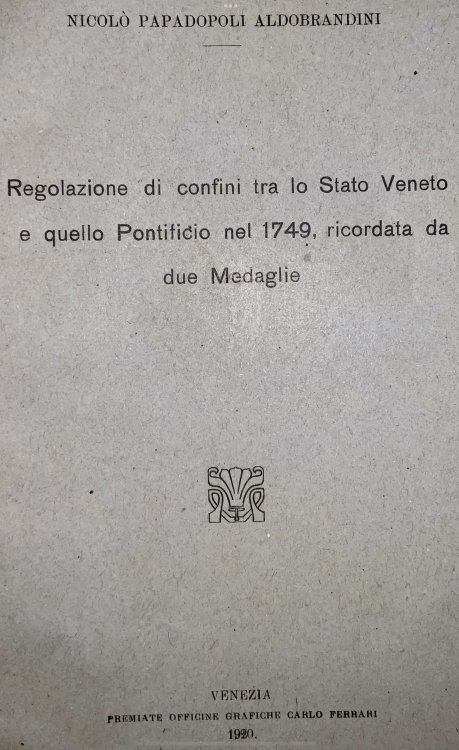 NICOLÒ PAPADOPOLI ALDOBRANDINI
Regolazione di confini tra lo Stato Veneto
e quello Pontificio nel 1749, ricordata da
due Medaglie
VENEZIA
PREMIATE OFFICINE GRAFICHE CARLO FERRARI
1920.